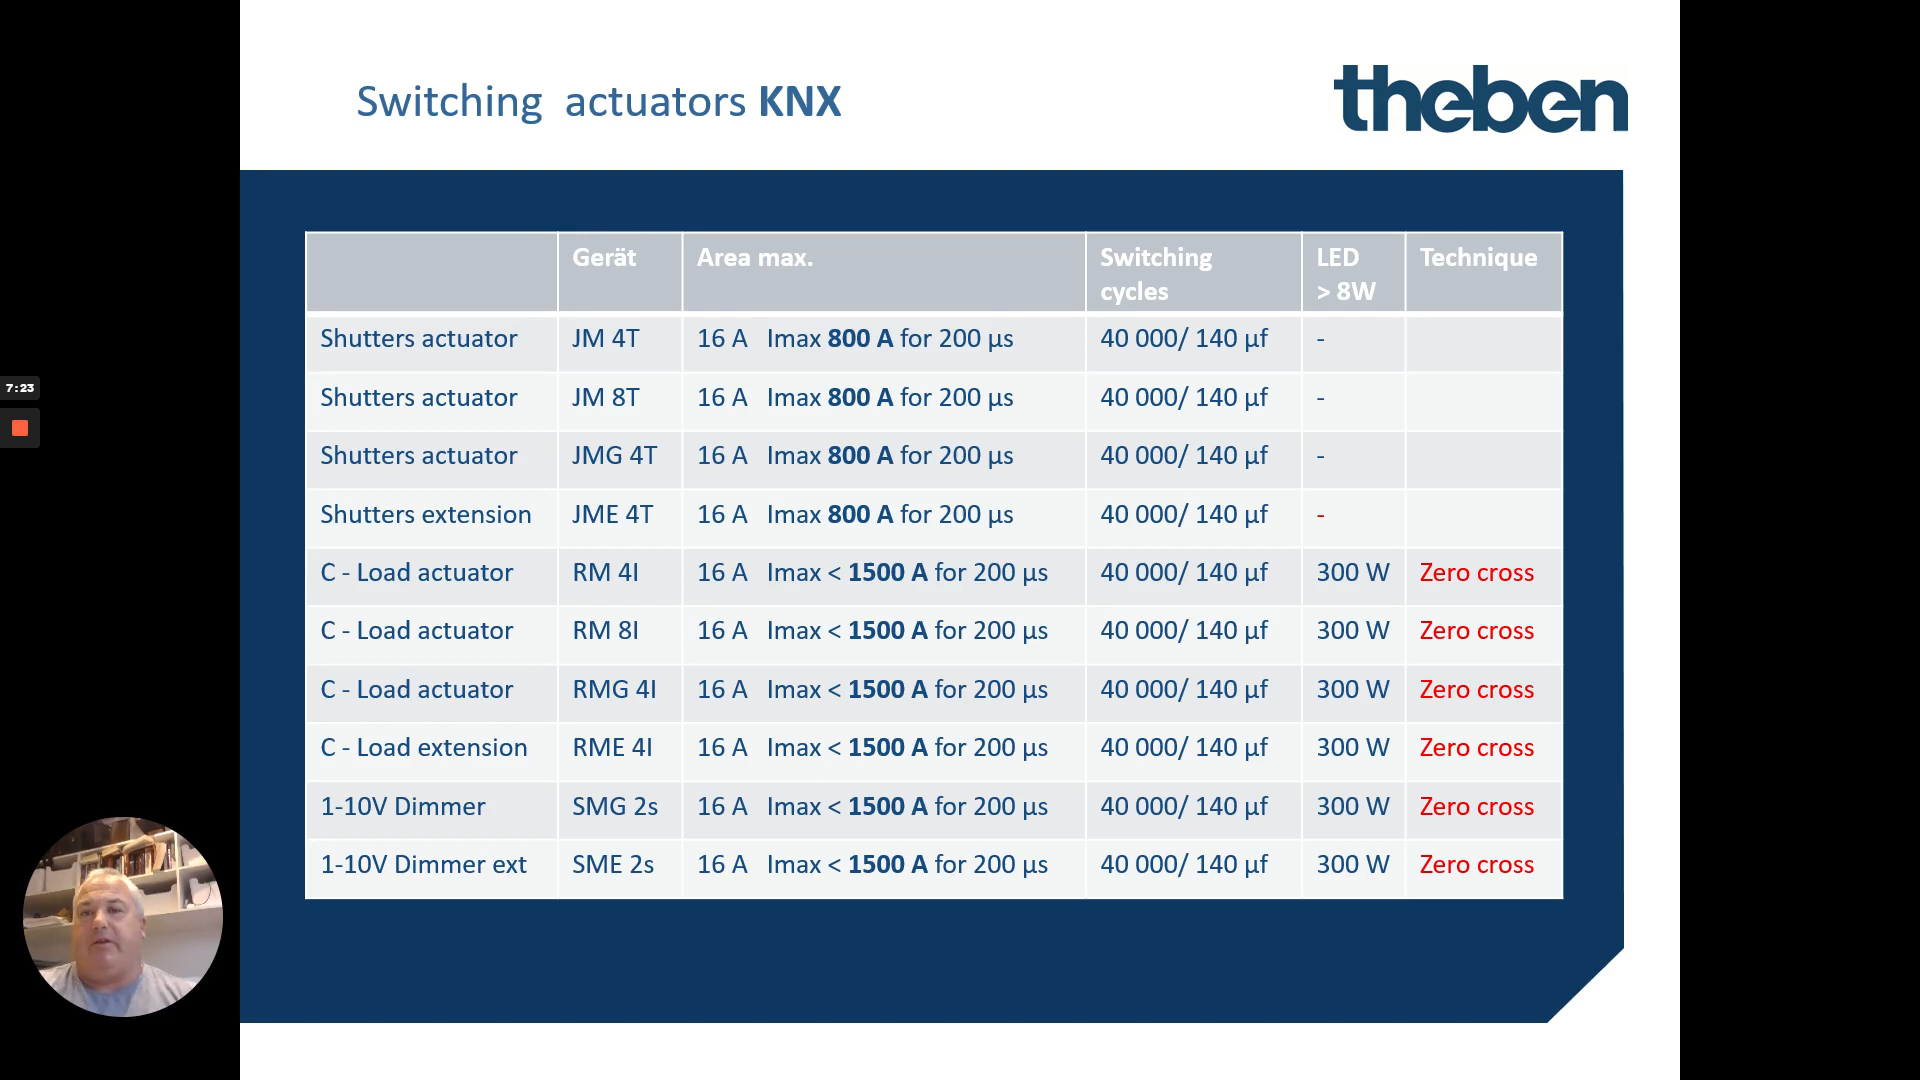 Switching actuators KNX
theben
Gerät Area max. Switching cycles LED > 8W Technique
Shutters actuator JM 4T 16 A Imax 800 A for 200 µs 40 000/ 140 µf -
Shutters actuator JM 8T 16 A Imax 800 A for 200 µs 40 000/ 140 µf -
Shutters actuator JMG 4T 16 A Imax 800 A for 200 µs 40 000/ 140 µf -
Shutters extension JME 4T 16 A Imax 800 A for 200 µs 40 000/ 140 µf -
C - Load actuator RM 4I 16 A Imax < 1500 A for 200 µs 40 000/ 140 µf 300 W Zero cross
C - Load actuator RM 8I 16 A Imax < 1500 A for 200 µs 40 000/ 140 µf 300 W Zero cross
C - Load actuator RMG 4I 16 A Imax < 1500 A for 200 µs 40 000/ 140 µf 300 W Zero cross
C - Load extension RME 4I 16 A Imax < 1500 A for 200 µs 40 000/ 140 µf 300 W Zero cross
1-10V Dimmer SMG 2s 16 A Imax < 1500 A for 200 µs 40 000/ 140 µf 300 W Zero cross
1-10V Dimmer ext SME 2s 16 A Imax < 1500 A for 200 µs 40 000/ 140 µf 300 W Zero cross
7:23